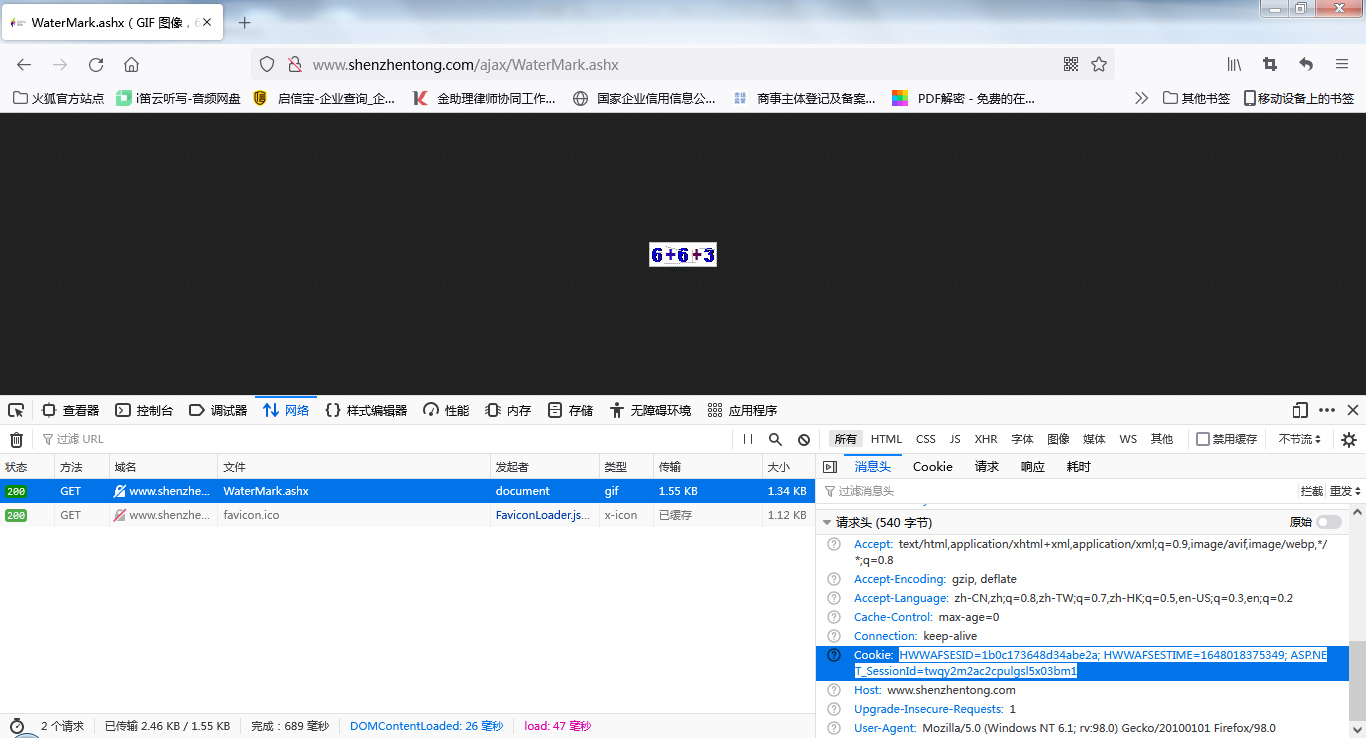 WaterMark.ashx（GIF 图像，6
www.shenzhentong.com/ajax/WaterMark.ashx
火狐官方站点 i笛云听写-音频网盘 启信宝-企业查询_企... 金助理律师协同工作... 国家企业信用信息公... 市场监管 商事主体登记及备案... PDF解密 - 免费的在... 其他书签 移动设备上的书签
6+6+3
查看器 控制台 调试器 网络 样式编辑器 性能 内存 存储 无障碍环境 应用程序
过滤 URL 所有 HTML CSS JS XHR 字体 图像 媒体 WS 其他 禁用缓存 不节流
状态 方法 域名 文件 发起者 类型 传输 大小 消息头 Cookie 请求 响应 耗时
200 GET www.shenzhe... WaterMark.ashx document gif 1.55 KB 1.34 KB
过滤消息头 拦截 重发
200 GET www.shenzhe... favicon.ico FaviconLoader.js... x-icon 已缓存 1.12 KB
请求头 (540 字节) 原始
Accept: text/html,application/xhtml+xml,application/xml;q=0.9,image/avif,image/webp,*/
*;q=0.8
Accept-Encoding: gzip, deflate
Accept-Language: zh-CN,zh;q=0.8,zh-TW;q=0.7,zh-HK;q=0.5,en-US;q=0.3,en;q=0.2
Cache-Control: max-age=0
Connection: keep-alive
Cookie: HWWAFSESID=1b0c173648d34abe2a; HWWAFSESTIME=1648018375349; ASP.NE
T_SessionId=twqy2m2ac2cpulgsl5x03bm1
Host: www.shenzhentong.com
Upgrade-Insecure-Requests: 1
User-Agent: Mozilla/5.0 (Windows NT 6.1; rv:98.0) Gecko/20100101 Firefox/98.0
2 个请求 已传输 2.46 KB / 1.55 KB 完成：689 毫秒 DOMContentLoaded: 26 毫秒 load: 47 毫秒